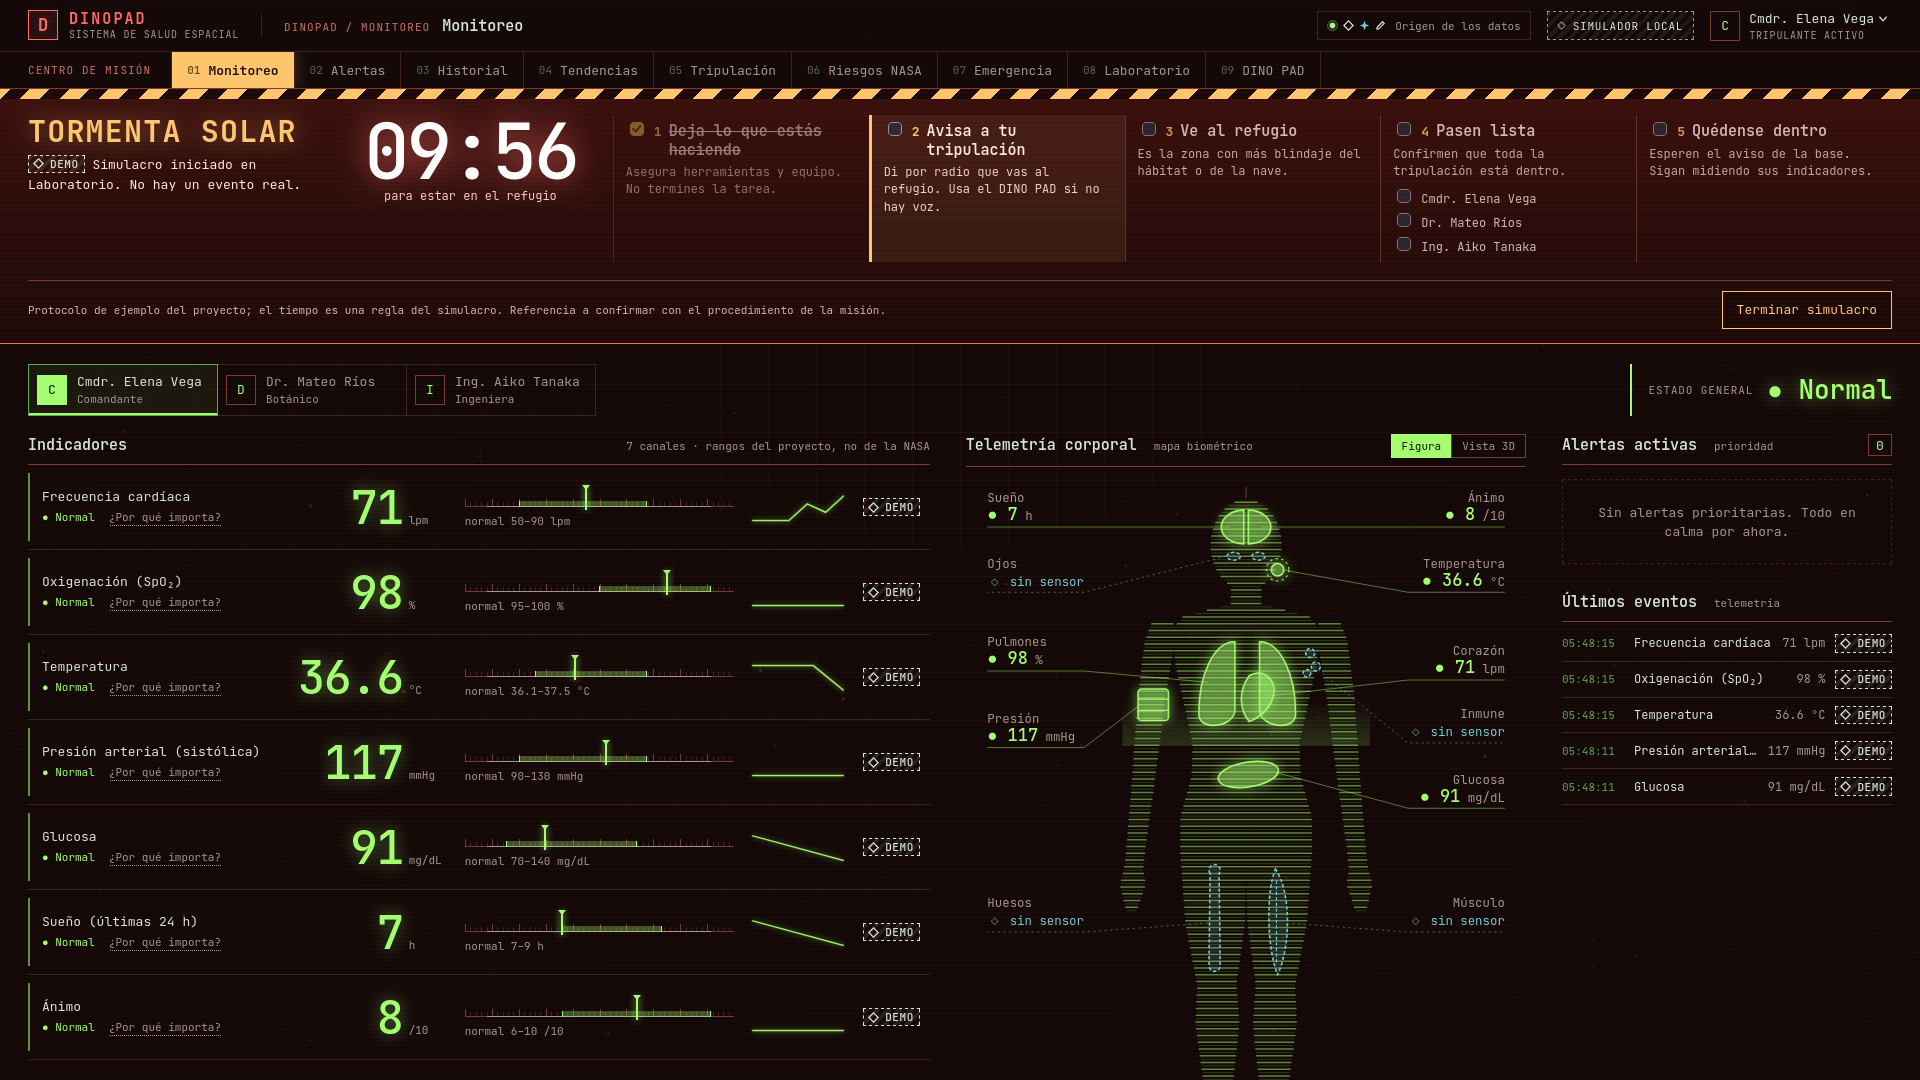 D
DINOPAD
SISTEMA DE SALUD ESPACIAL
DINOPAD / MONITOREO Monitoreo
Origen de los datos
SIMULADOR LOCAL
C
Cmdr. Elena Vega
TRIPULANTE ACTIVO
CENTRO DE MISIÓN
01 Monitoreo
02 Alertas
03 Historial
04 Tendencias
05 Tripulación
06 Riesgos NASA
07 Emergencia
08 Laboratorio
09 DINO PAD
TORMENTA SOLAR
DEMO Simulacro iniciado en
Laboratorio. No hay un evento real.
09:56
para estar en el refugio
1 Deja lo que estás
haciendo
Asegura herramientas y equipo.
No termines la tarea.
2 Avisa a tu
tripulación
Di por radio que vas al
refugio. Usa el DINO PAD si no
hay voz.
3 Ve al refugio
Es la zona con más blindaje del
hábitat o de la nave.
4 Pasen lista
Confirmen que toda la
tripulación está dentro.
Cmdr. Elena Vega
Dr. Mateo Ríos
Ing. Aiko Tanaka
5 Quédense dentro
Esperen el aviso de la base.
Sigan midiendo sus indicadores.
Protocolo de ejemplo del proyecto; el tiempo es una regla del simulacro. Referencia a confirmar con el procedimiento de la misión.
Terminar simulacro
C
Cmdr. Elena Vega
Comandante
D
Dr. Mateo Ríos
Botánico
I
Ing. Aiko Tanaka
Ingeniera
ESTADO GENERAL ● Normal
Indicadores
7 canales · rangos del proyecto, no de la NASA
Frecuencia cardíaca
● Normal ¿Por qué importa?
71 lpm
normal 50–90 lpm
DEMO
Oxigenación (SpO₂)
● Normal ¿Por qué importa?
98 %
normal 95–100 %
DEMO
Temperatura
● Normal ¿Por qué importa?
36.6 °C
normal 36.1–37.5 °C
DEMO
Presión arterial (sistólica)
● Normal ¿Por qué importa?
117 mmHg
normal 90–130 mmHg
DEMO
Glucosa
● Normal ¿Por qué importa?
91 mg/dL
normal 70–140 mg/dL
DEMO
Sueño (últimas 24 h)
● Normal ¿Por qué importa?
7 h
normal 7–9 h
DEMO
Ánimo
● Normal ¿Por qué importa?
8 /10
normal 6–10 /10
DEMO
Telemetría corporal mapa biométrico
Figura
Vista 3D
Sueño
● 7 h
Ánimo
● 8 /10
Ojos
◇ sin sensor
Temperatura
● 36.6 °C
Pulmones
● 98 %
Corazón
● 71 lpm
Presión
● 117 mmHg
Inmune
◇ sin sensor
Glucosa
● 91 mg/dL
Huesos
◇ sin sensor
Músculo
◇ sin sensor
Alertas activas prioridad
0
Sin alertas prioritarias. Todo en
calma por ahora.
Últimos eventos telemetría
05:48:15 Frecuencia cardíaca 71 lpm DEMO
05:48:15 Oxigenación (SpO₂) 98 % DEMO
05:48:15 Temperatura 36.6 °C DEMO
05:48:11 Presión arterial… 117 mmHg DEMO
05:48:11 Glucosa 91 mg/dL DEMO